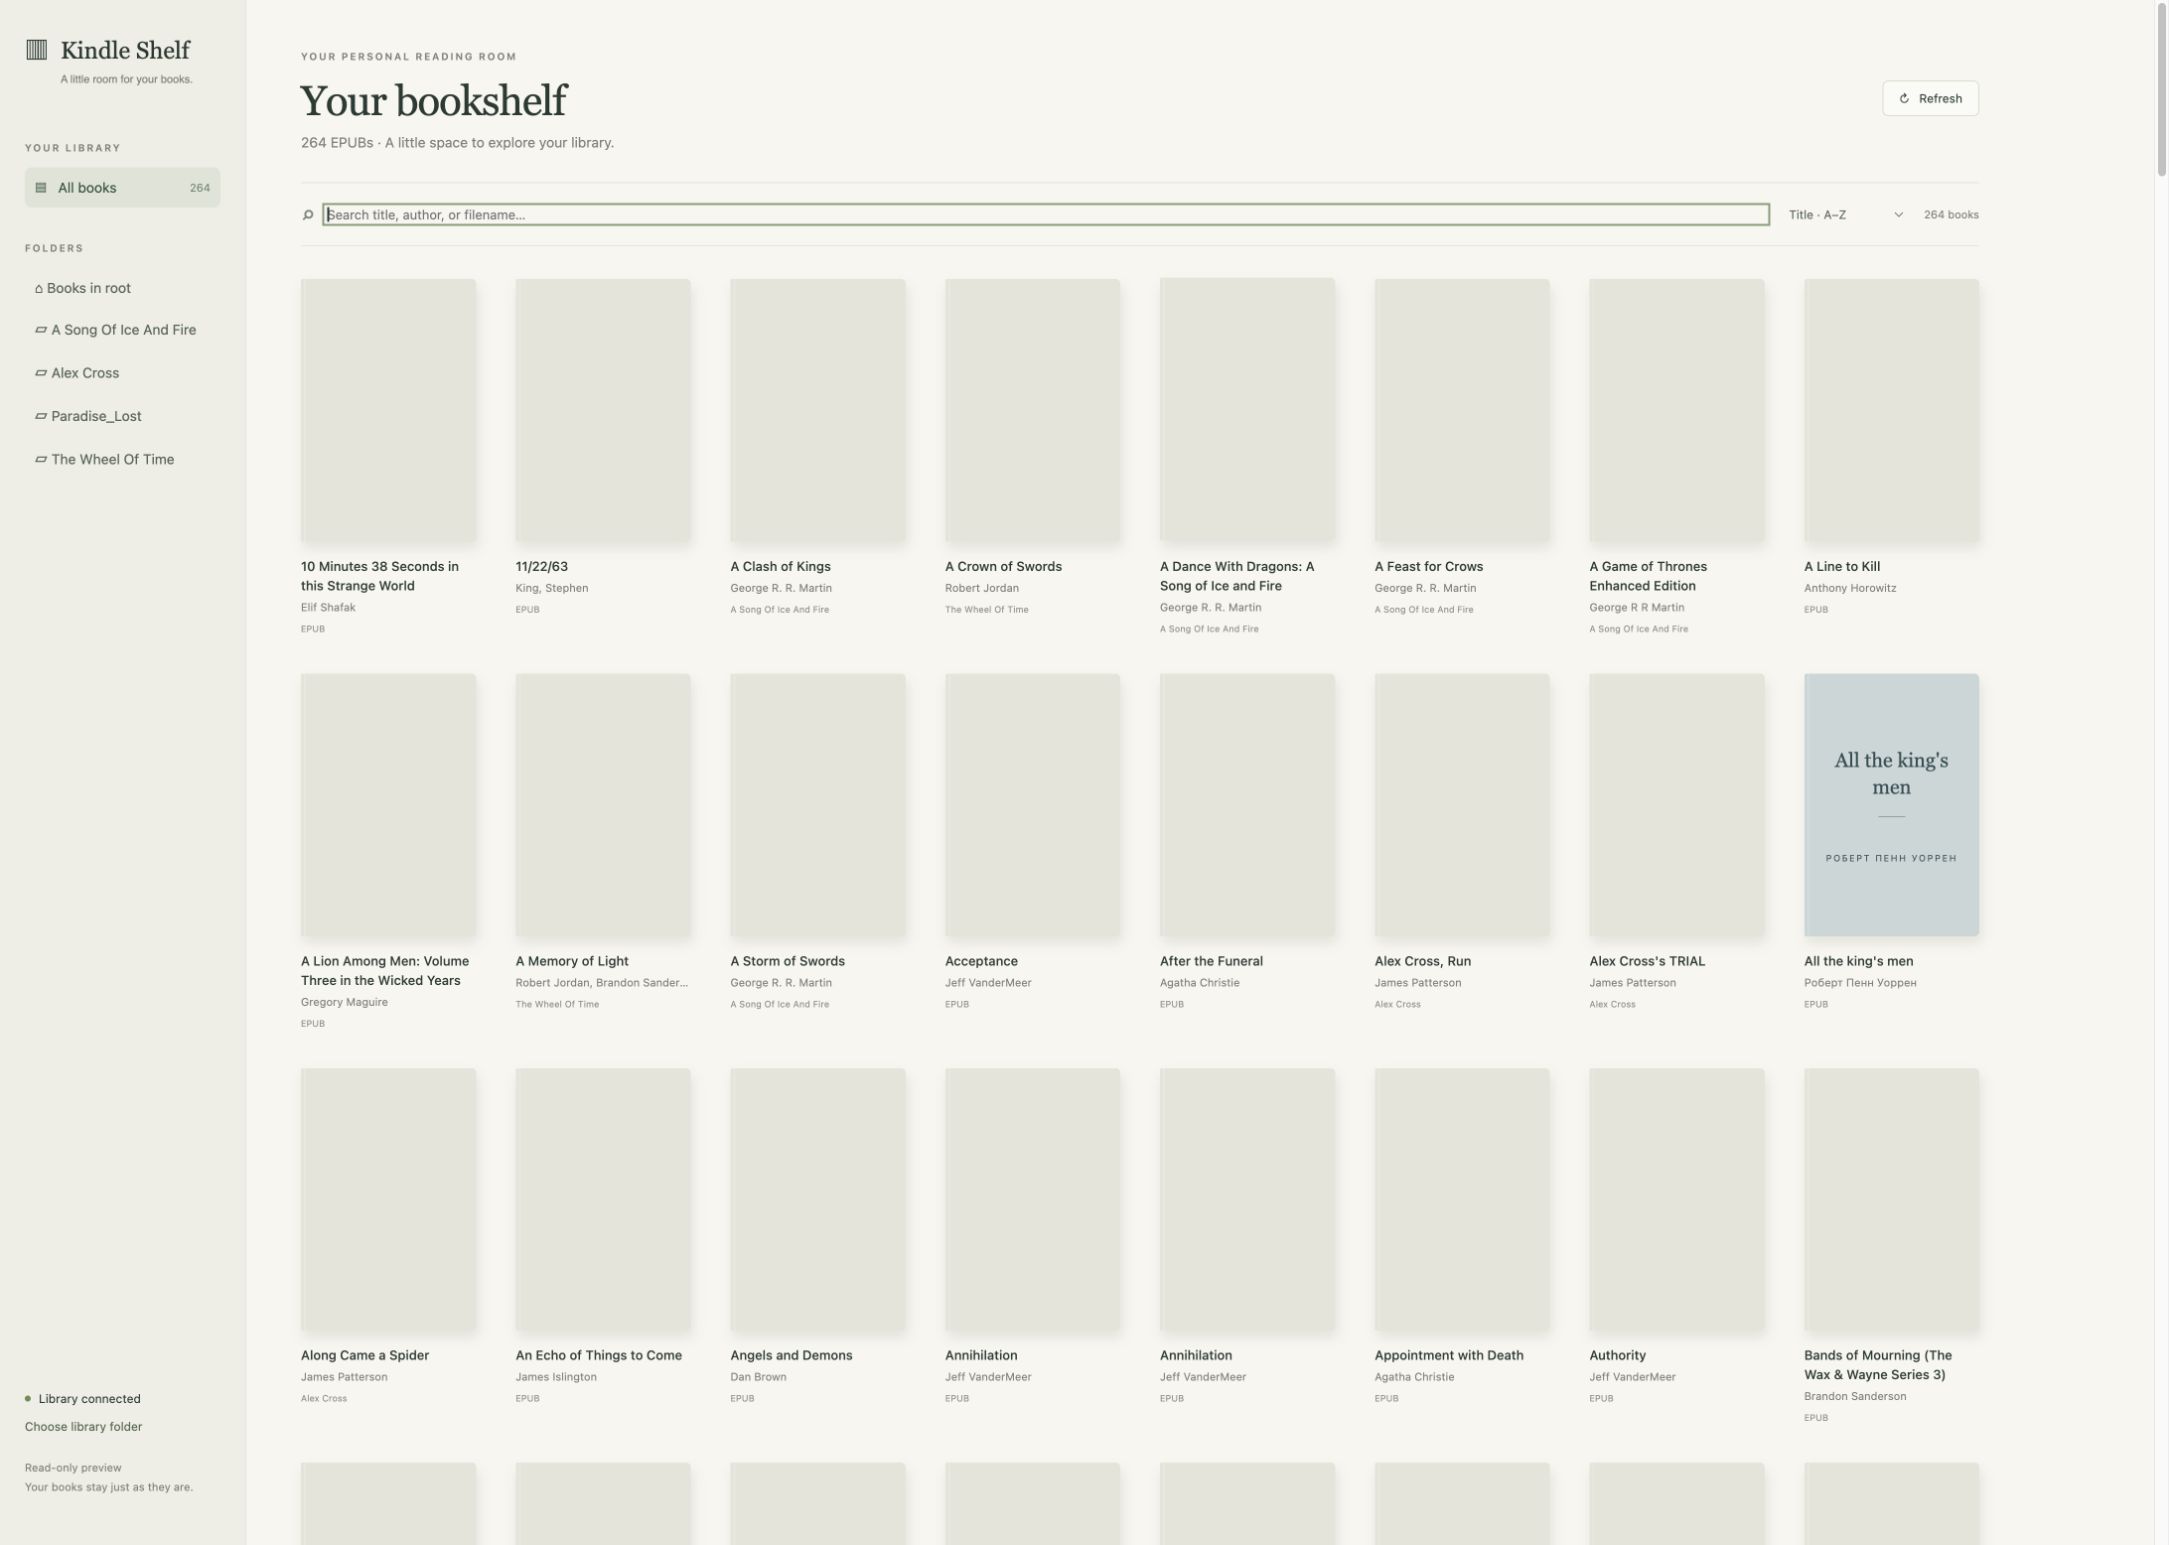 Kindle Shelf
A little room for your books.
YOUR LIBRARY
All books 264
FOLDERS
Books in root
A Song Of Ice And Fire
Alex Cross
Paradise_Lost
The Wheel Of Time
Library connected
Choose library folder
Read-only preview
Your books stay just as they are.
YOUR PERSONAL READING ROOM
Your bookshelf
264 EPUBs · A little space to explore your library.
Refresh
Search title, author, or filename...
Title · A–Z
264 books
10 Minutes 38 Seconds in
this Strange World
Elif Shafak
EPUB
11/22/63
King, Stephen
EPUB
A Clash of Kings
George R. R. Martin
A Song Of Ice And Fire
A Crown of Swords
Robert Jordan
The Wheel Of Time
A Dance With Dragons: A
Song of Ice and Fire
George R. R. Martin
A Song Of Ice And Fire
A Feast for Crows
George R. R. Martin
A Song Of Ice And Fire
A Game of Thrones
Enhanced Edition
George R R Martin
A Song Of Ice And Fire
A Line to Kill
Anthony Horowitz
EPUB
A Lion Among Men: Volume
Three in the Wicked Years
Gregory Maguire
EPUB
A Memory of Light
Robert Jordan, Brandon Sander...
The Wheel Of Time
A Storm of Swords
George R. R. Martin
A Song Of Ice And Fire
Acceptance
Jeff VanderMeer
EPUB
After the Funeral
Agatha Christie
EPUB
Alex Cross, Run
James Patterson
Alex Cross
Alex Cross's TRIAL
James Patterson
Alex Cross
All the king's
men
РОБЕРТ ПЕНН УОРРЕН
All the king's men
Роберт Пенн Уоррен
EPUB
Along Came a Spider
James Patterson
Alex Cross
An Echo of Things to Come
James Islington
EPUB
Angels and Demons
Dan Brown
EPUB
Annihilation
Jeff VanderMeer
EPUB
Annihilation
Jeff VanderMeer
EPUB
Appointment with Death
Agatha Christie
EPUB
Authority
Jeff VanderMeer
EPUB
Bands of Mourning (The
Wax & Wayne Series 3)
Brandon Sanderson
EPUB